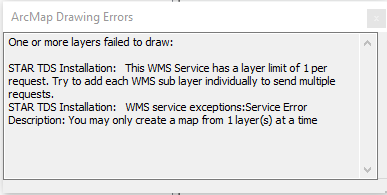 ArcMap Drawing Errors
One or more layers failed to draw:
STAR TDS Installation:   This WMS Service has a layer limit of 1 per
request. Try to add each WMS sub layer individually to send multiple
requests.
STAR TDS Installation:   WMS service exceptions:Service Error
Description: You may only create a map from 1 layer(s) at a time